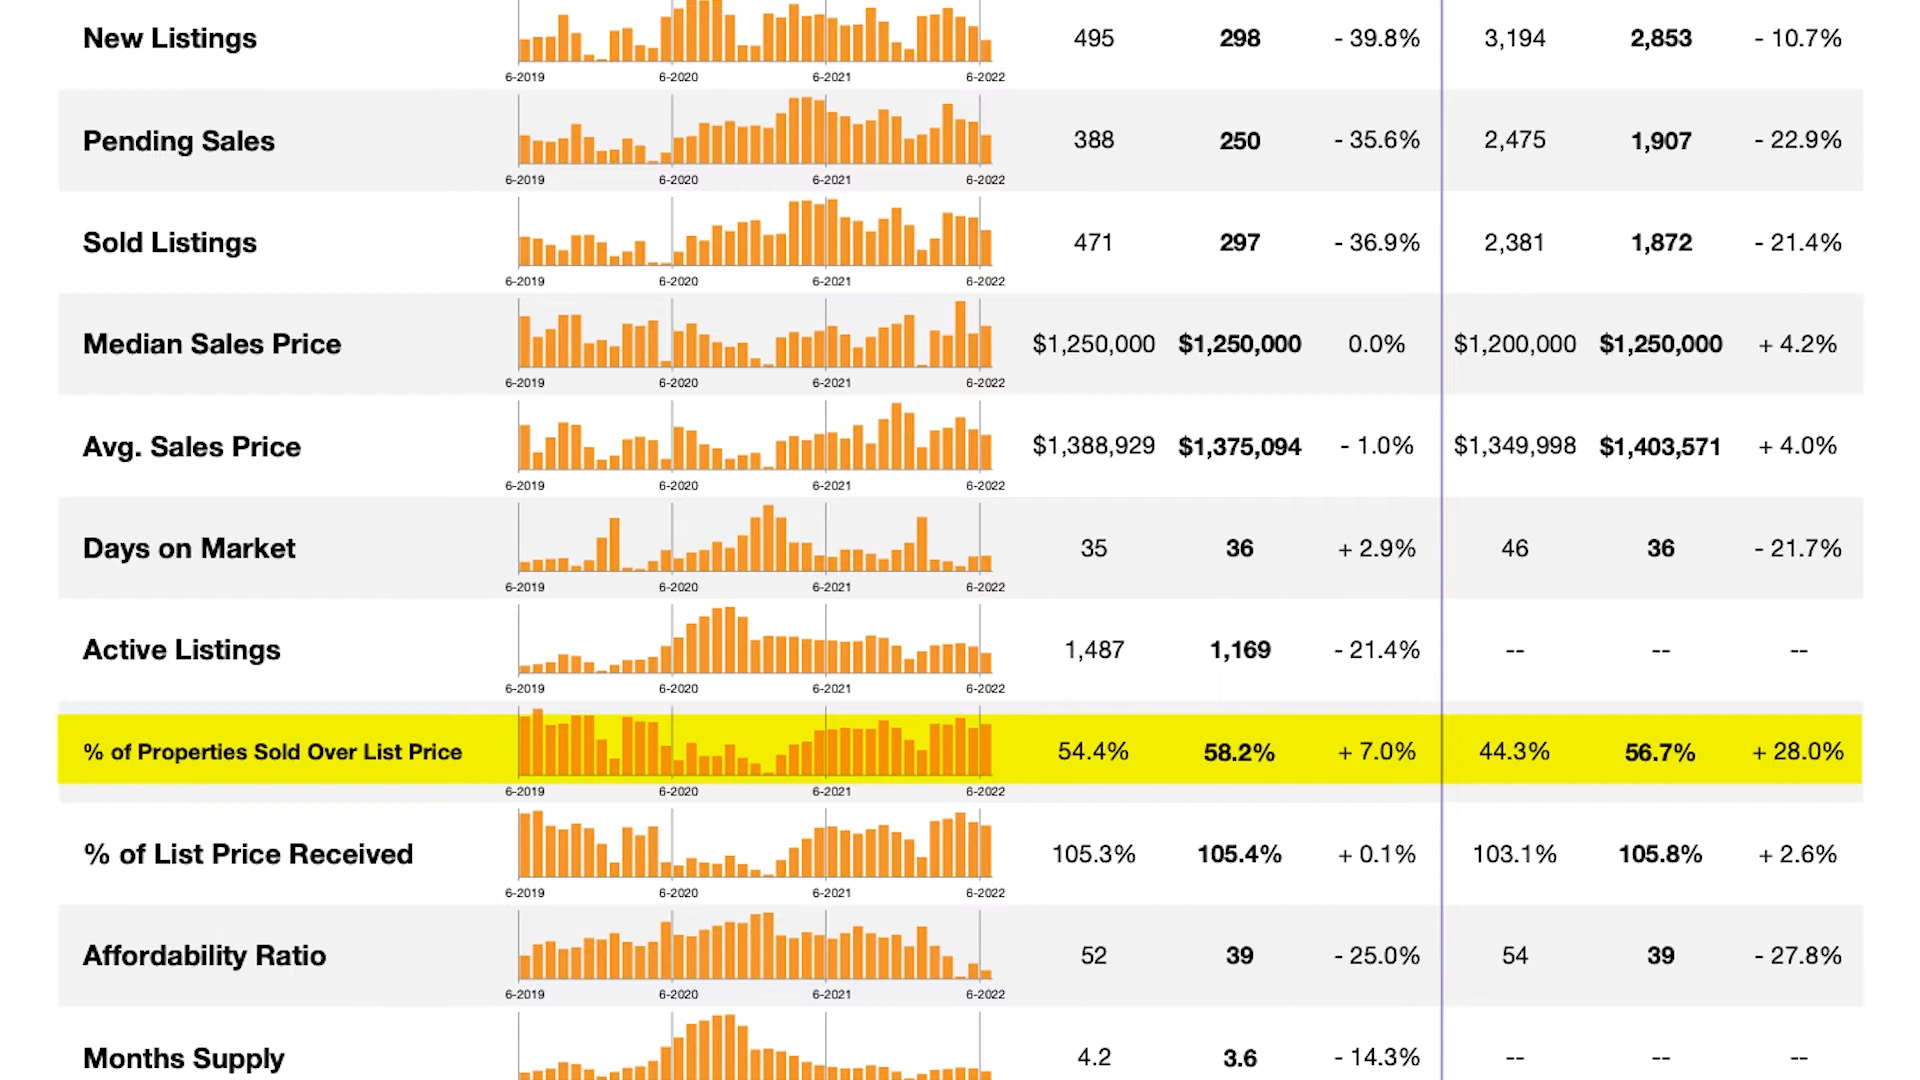 New Listings 495 298 - 39.8% 3,194 2,853 - 10.7%
6-2019 6-2020 6-2021 6-2022
Pending Sales 388 250 - 35.6% 2,475 1,907 - 22.9%
6-2019 6-2020 6-2021 6-2022
Sold Listings 471 297 - 36.9% 2,381 1,872 - 21.4%
6-2019 6-2020 6-2021 6-2022
Median Sales Price $1,250,000 $1,250,000 0.0% $1,200,000 $1,250,000 + 4.2%
6-2019 6-2020 6-2021 6-2022
Avg. Sales Price $1,388,929 $1,375,094 - 1.0% $1,349,998 $1,403,571 + 4.0%
6-2019 6-2020 6-2021 6-2022
Days on Market 35 36 + 2.9% 46 36 - 21.7%
6-2019 6-2020 6-2021 6-2022
Active Listings 1,487 1,169 - 21.4% -- -- --
6-2019 6-2020 6-2021 6-2022
% of Properties Sold Over List Price 54.4% 58.2% + 7.0% 44.3% 56.7% + 28.0%
6-2019 6-2020 6-2021 6-2022
% of List Price Received 105.3% 105.4% + 0.1% 103.1% 105.8% + 2.6%
6-2019 6-2020 6-2021 6-2022
Affordability Ratio 52 39 - 25.0% 54 39 - 27.8%
6-2019 6-2020 6-2021 6-2022
Months Supply 4.2 3.6 - 14.3% -- -- --